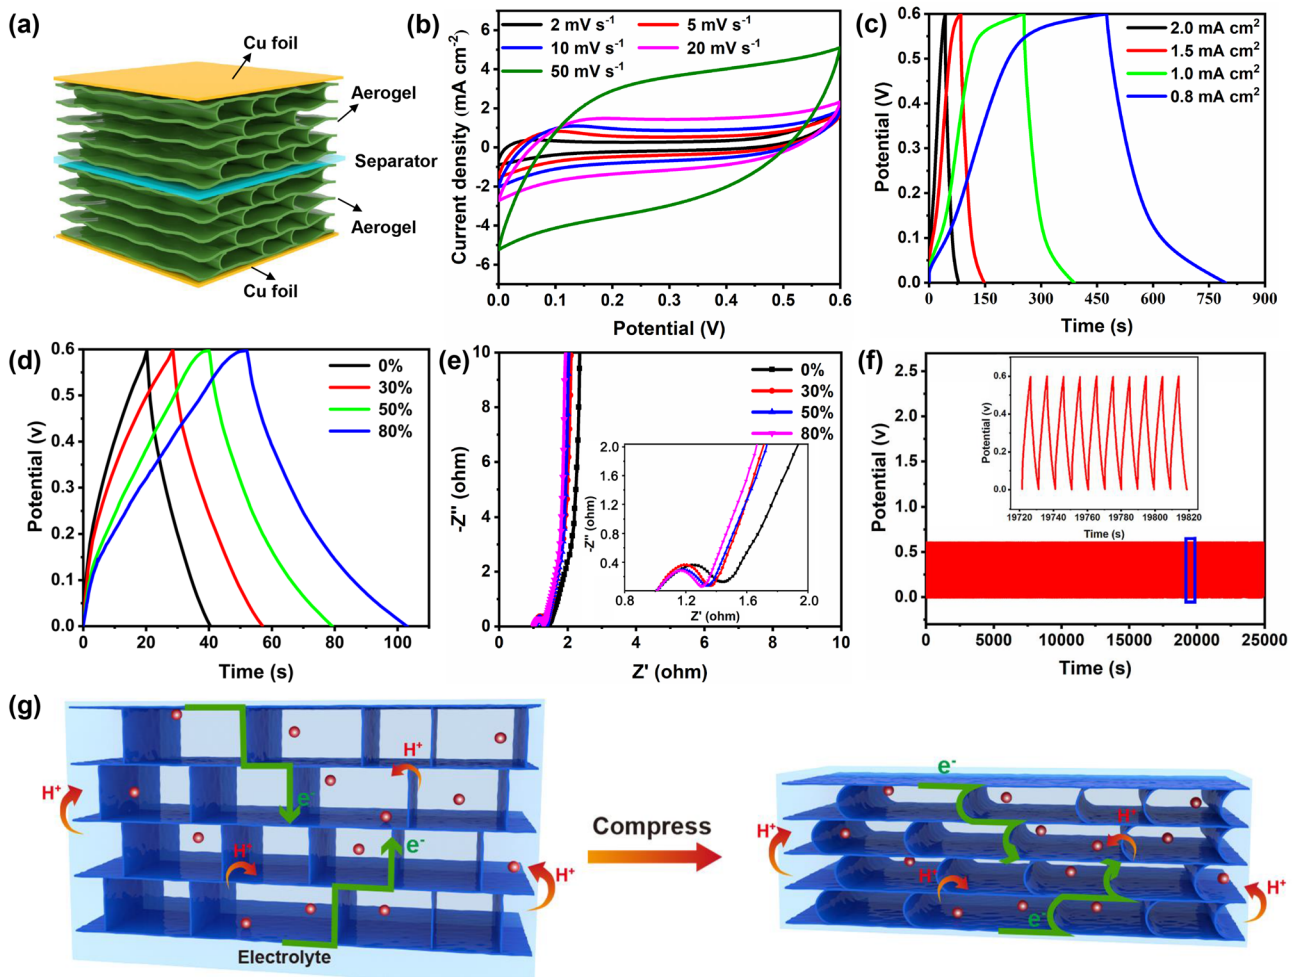 (a)
Cu foil
Aerogel
Separator
Aerogel
Cu foil
(b)
2 mV s⁻¹
5 mV s⁻¹
10 mV s⁻¹
20 mV s⁻¹
50 mV s⁻¹
Current density (mA cm⁻²)
6
4
2
0
-2
-4
-6
0.0 0.1 0.2 0.3 0.4 0.5 0.6
Potential (V)
(c)
2.0 mA cm²
1.5 mA cm²
1.0 mA cm²
0.8 mA cm²
Potential (V)
0.6
0.5
0.4
0.3
0.2
0.1
0.0
0 150 300 450 600 750 900
Time (s)
(d)
0%
30%
50%
80%
Potential (v)
0.6
0.5
0.4
0.3
0.2
0.1
0.0
0 20 40 60 80 100
Time (s)
(e)
0%
30%
50%
80%
-Z'' (ohm)
10
8
6
4
2
0
0 2 4 6 8 10
Z' (ohm)
-Z'' (ohm)
2.0
1.6
1.2
0.8
0.4
0.8 1.2 1.6 2.0
Z' (ohm)
(f)
Potential (v)
2.5
2.0
1.5
1.0
0.5
0.0
0 5000 10000 15000 20000 25000
Time (s)
Potential (v)
0.6
0.4
0.2
0.0
19720 19740 19760 19780 19800 19820
Time (s)
(g)
H⁺
H⁺
e⁻
e⁻
H⁺
H⁺
Electrolyte
Compress
e⁻
H⁺
H⁺
H⁺
H⁺
e⁻